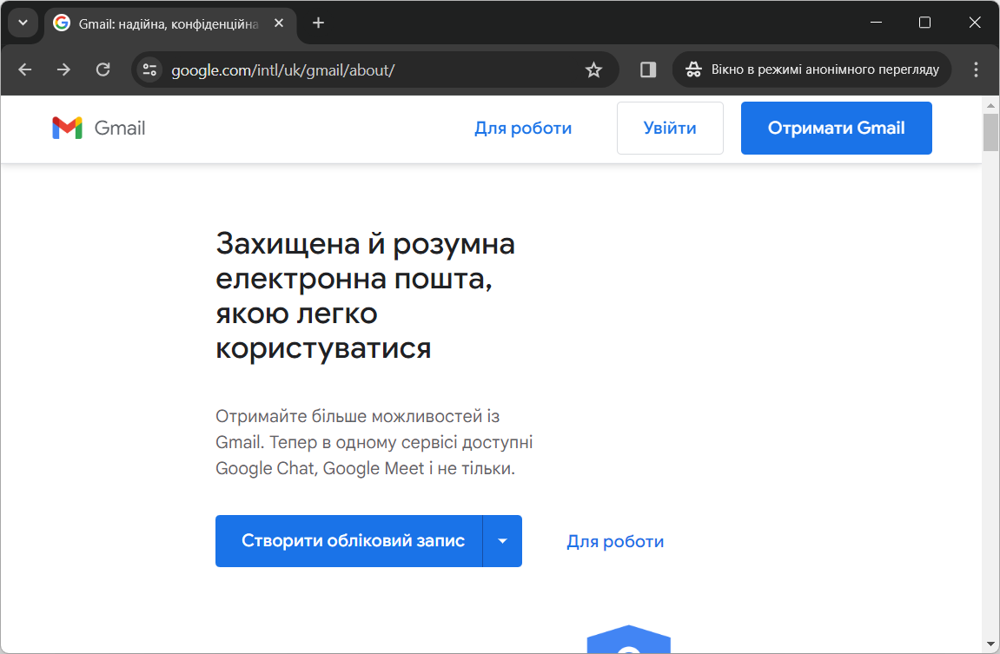 Gmail: надійна, конфіденційна
google.com/intl/uk/gmail/about/
Вікно в режимі анонімного перегляду
Gmail
Для роботи
Увійти
Отримати Gmail
Захищена й розумна
електронна пошта,
якою легко
користуватися
Отримайте більше можливостей із
Gmail. Тепер в одному сервісі доступні
Google Chat, Google Meet і не тільки.
Створити обліковий запис
Для роботи